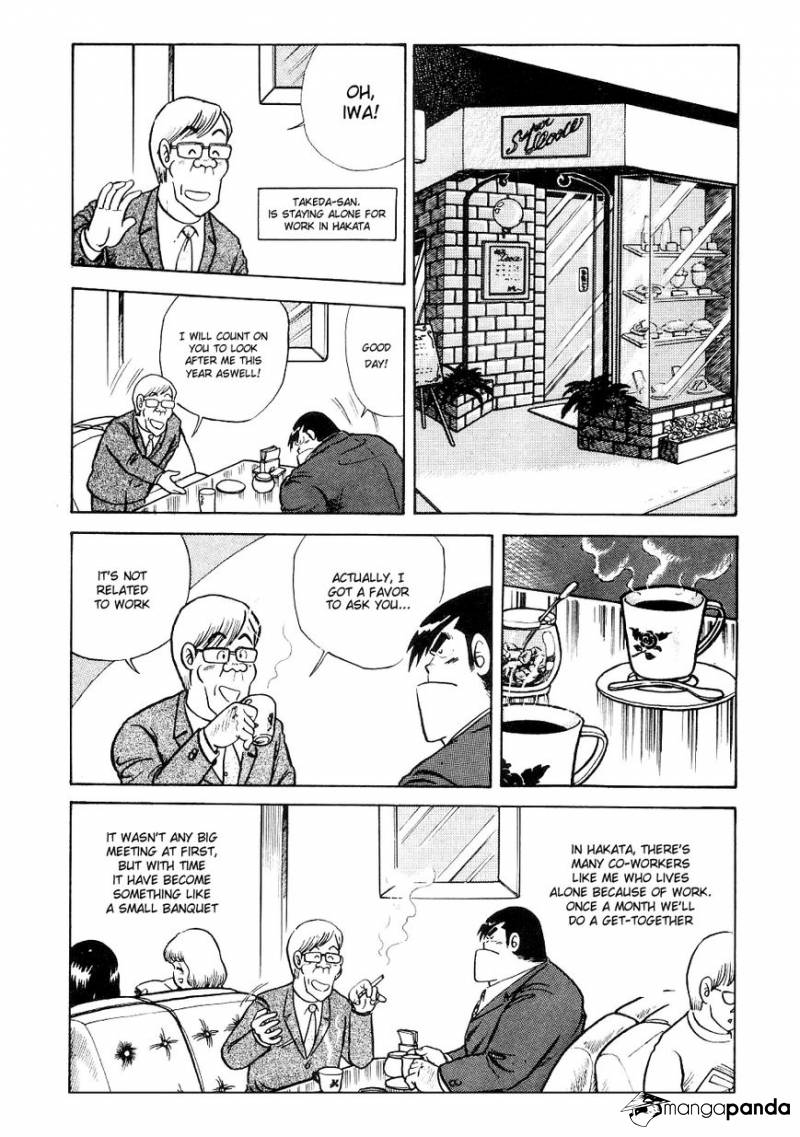 Super
OH,
IWA!
TAKEDA-SAN.
IS STAYING ALONE FOR
WORK IN HAKATA
GOOD
DAY!
I WILL COUNT ON
YOU TO LOOK
AFTER ME THIS
YEAR ASWELL!
ACTUALLY, I
GOT A FAVOR
TO ASK YOU...
IT'S NOT
RELATED
TO WORK
IN HAKATA, THERE'S
MANY CO-WORKERS
LIKE ME WHO LIVES
ALONE BECAUSE OF WORK.
ONCE A MONTH WE'LL
DO A GET-TOGETHER
IT WASN'T ANY BIG
MEETING AT FIRST,
BUT WITH TIME
IT HAVE BECOME
SOMETHING LIKE
A SMALL BANQUET
mangapanda